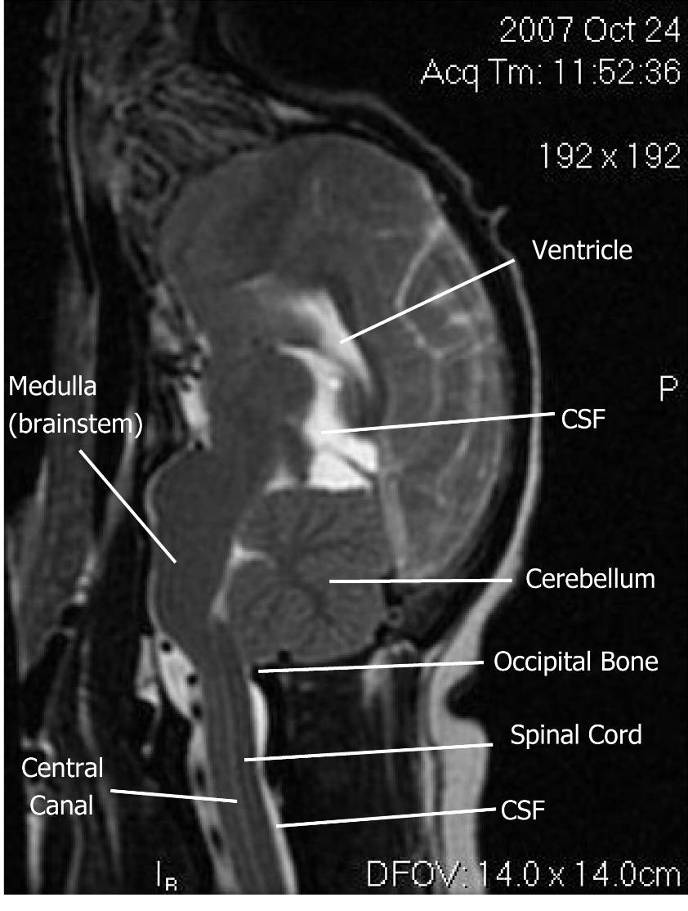 2007 Oct 24
Acq Tm: 11:52:36
192 x 192
Ventricle
Medulla
(brainstem)
P
CSF
Cerebellum
Occipital Bone
Spinal Cord
Central
Canal
CSF
I
R
DFOV: 14.0 x 14.0cm